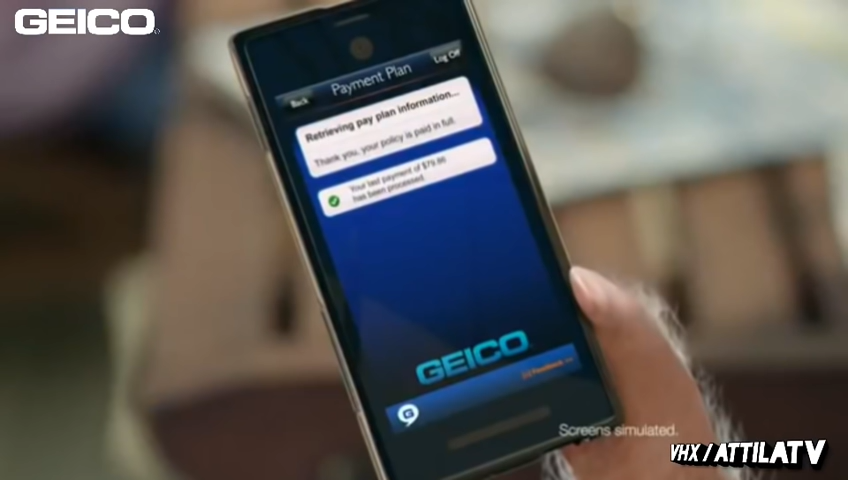 GEICO
Payment Plan
Log Off
Back
Retrieving pay plan information...
Thank you, your policy is paid in full.
Your last payment of $79.86
has been processed.
GEICO
G
Screens simulated.
VHX / ATTILATV